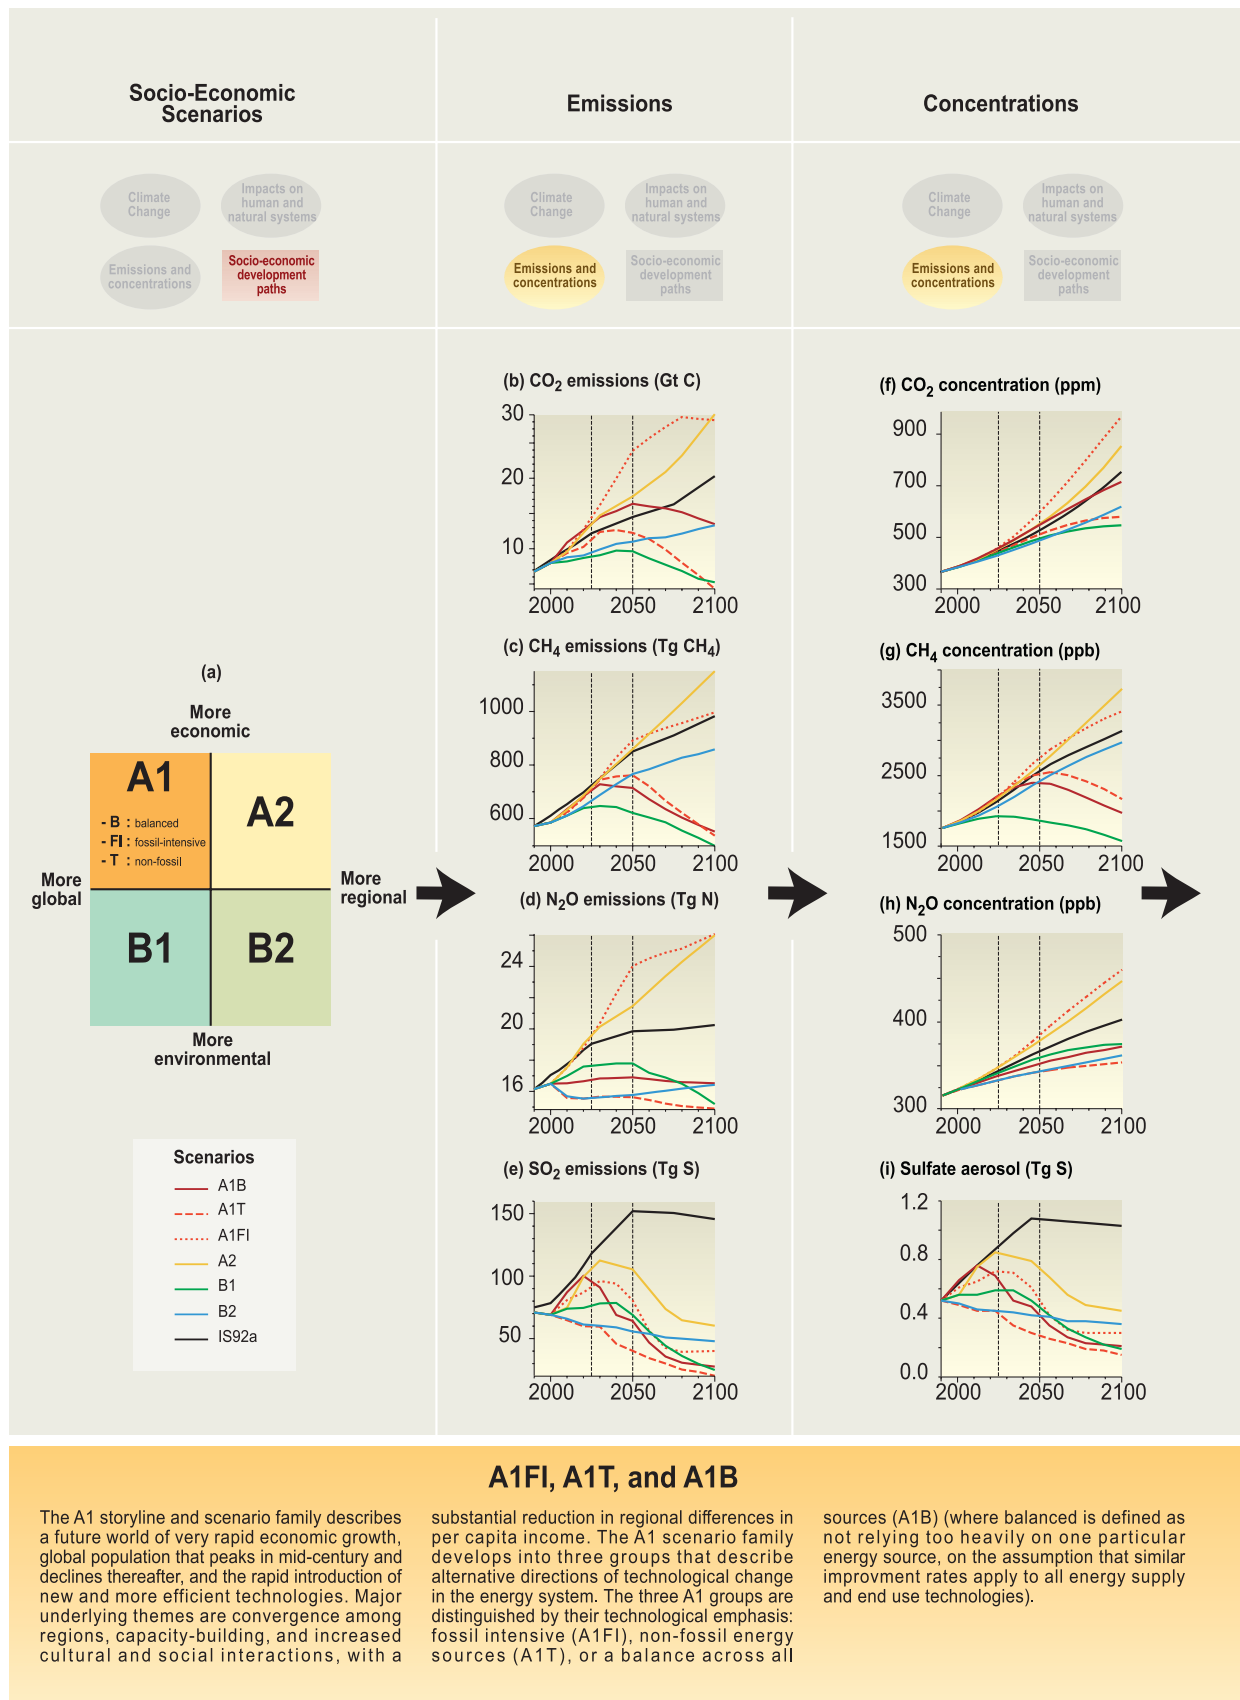 Socio-Economic
Scenarios
Emissions
Concentrations
Climate
Change
Impacts on
human and
natural systems
Emissions and
concentrations
Socio-economic
development
paths
Climate
Change
Impacts on
human and
natural systems
Emissions and
concentrations
Socio-economic
development
paths
Climate
Change
Impacts on
human and
natural systems
Emissions and
concentrations
Socio-economic
development
paths
(a)
More
economic
A1
- B : balanced
- FI : fossil-intensive
- T : non-fossil
A2
More
global
More
regional
B1
B2
More
environmental
Scenarios
A1B
A1T
A1FI
A2
B1
B2
IS92a
(b) CO2 emissions (Gt C)
30
20
10
2000 2050 2100
(c) CH4 emissions (Tg CH4)
1000
800
600
2000 2050 2100
(d) N2O emissions (Tg N)
24
20
16
2000 2050 2100
(e) SO2 emissions (Tg S)
150
100
50
2000 2050 2100
(f) CO2 concentration (ppm)
900
700
500
300
2000 2050 2100
(g) CH4 concentration (ppb)
3500
2500
1500
2000 2050 2100
(h) N2O concentration (ppb)
500
400
300
2000 2050 2100
(i) Sulfate aerosol (Tg S)
1.2
0.8
0.4
0.0
2000 2050 2100
A1FI, A1T, and A1B
The A1 storyline and scenario family describes
a future world of very rapid economic growth,
global population that peaks in mid-century and
declines thereafter, and the rapid introduction of
new and more efficient technologies. Major
underlying themes are convergence among
regions, capacity-building, and increased
cultural and social interactions, with a
substantial reduction in regional differences in
per capita income. The A1 scenario family
develops into three groups that describe
alternative directions of technological change
in the energy system. The three A1 groups are
distinguished by their technological emphasis:
fossil intensive (A1FI), non-fossil energy
sources (A1T), or a balance across all
sources (A1B) (where balanced is defined as
not relying too heavily on one particular
energy source, on the assumption that similar
improvment rates apply to all energy supply
and end use technologies).